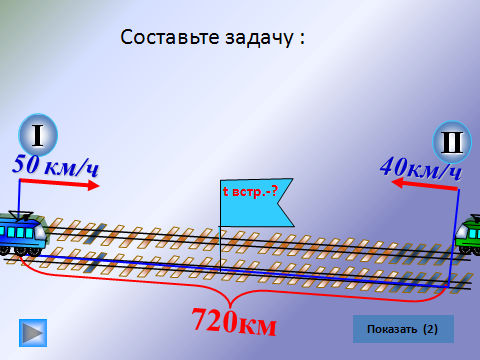 Составьте задачу :
I
II
50 км/ч
40км/ч
t встр.-?
720км
Показать (2)